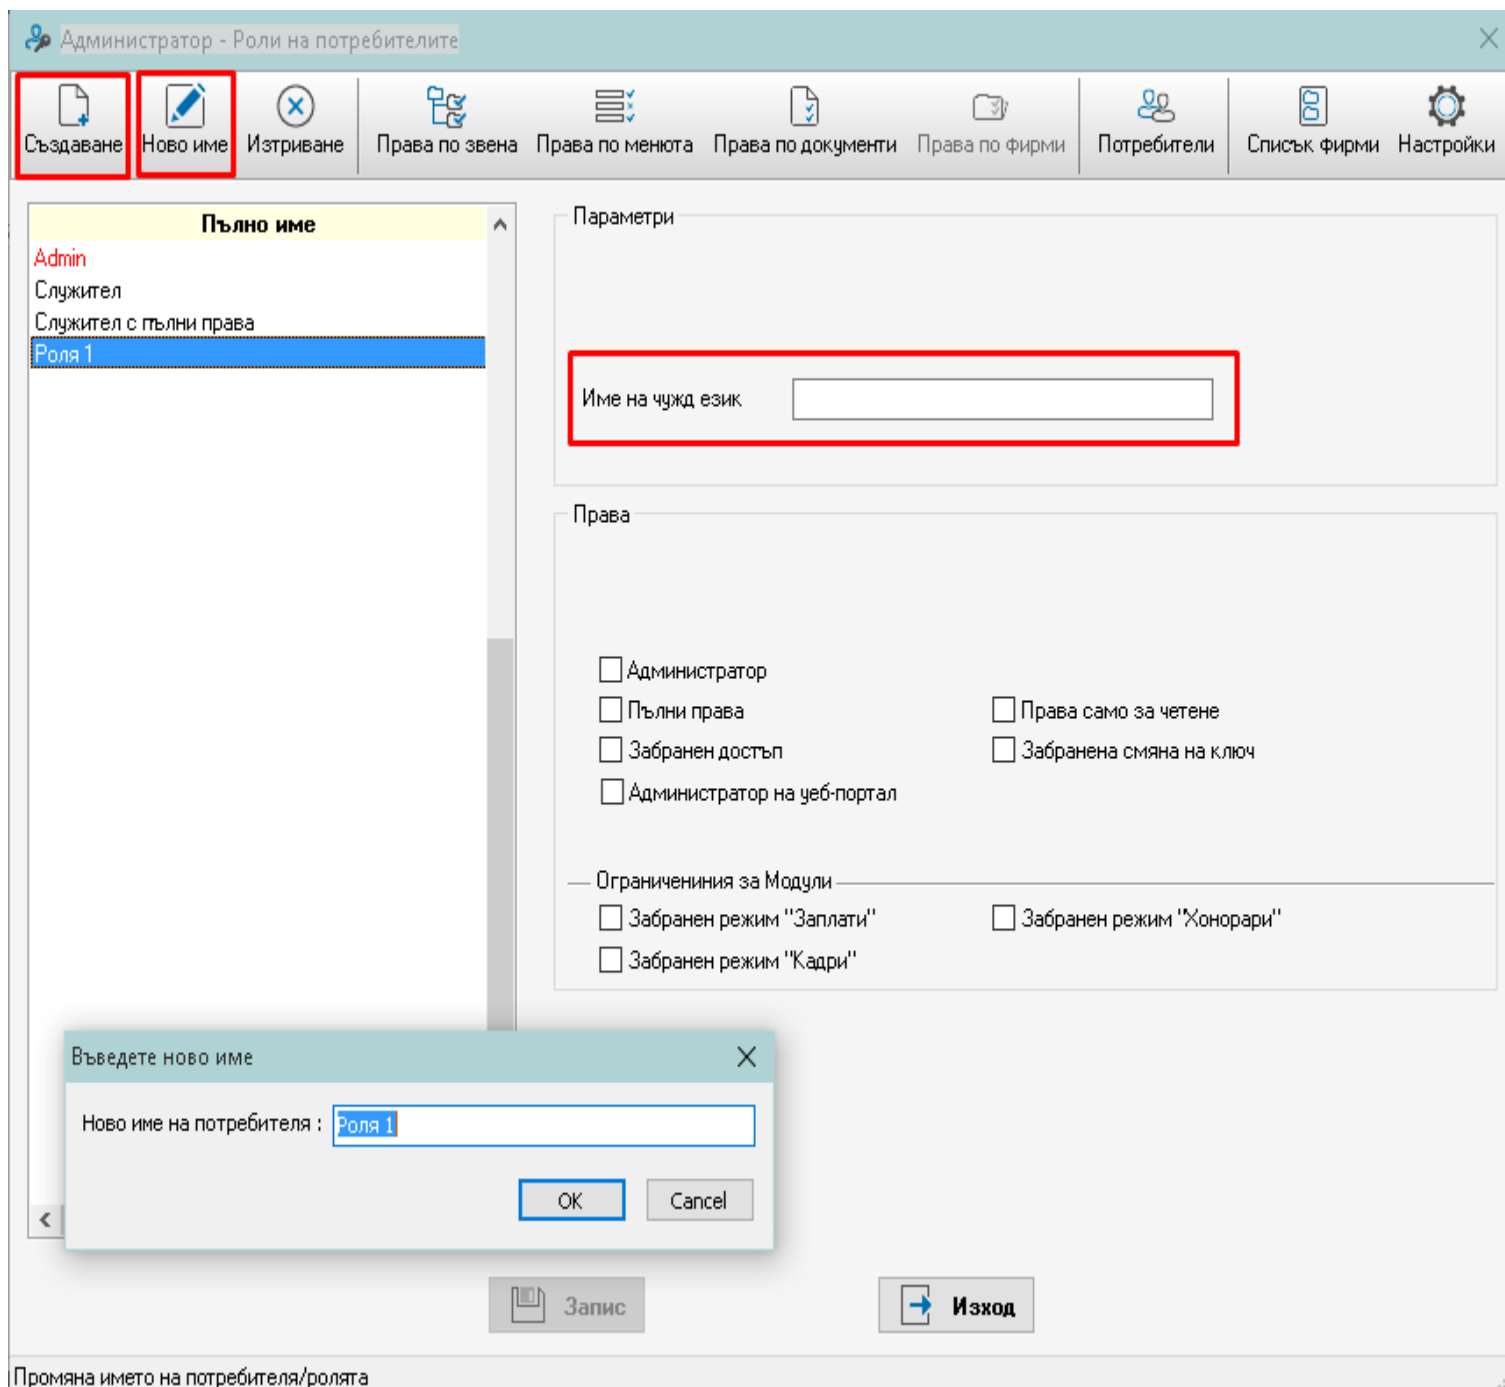 Администратор - Роли на потребителите
Създаване Ново име Изтриване Права по звена Права по менюта Права по документи Права по фирми Потребители Списък фирми Настройки
Пълно име
Admin
Служител
Служител с пълни права
Роля 1
Параметри
Име на чужд език
Права
Администратор
Пълни права Права само за четене
Забранен достъп Забранена смяна на ключ
Администратор на уеб-портал
Ограничениния за Модули
Забранен режим "Заплати" Забранен режим "Хонорари"
Забранен режим "Кадри"
Въведете ново име
Ново име на потребителя : Роля 1
OK Cancel
Запис Изход
Промяна името на потребителя/ролята